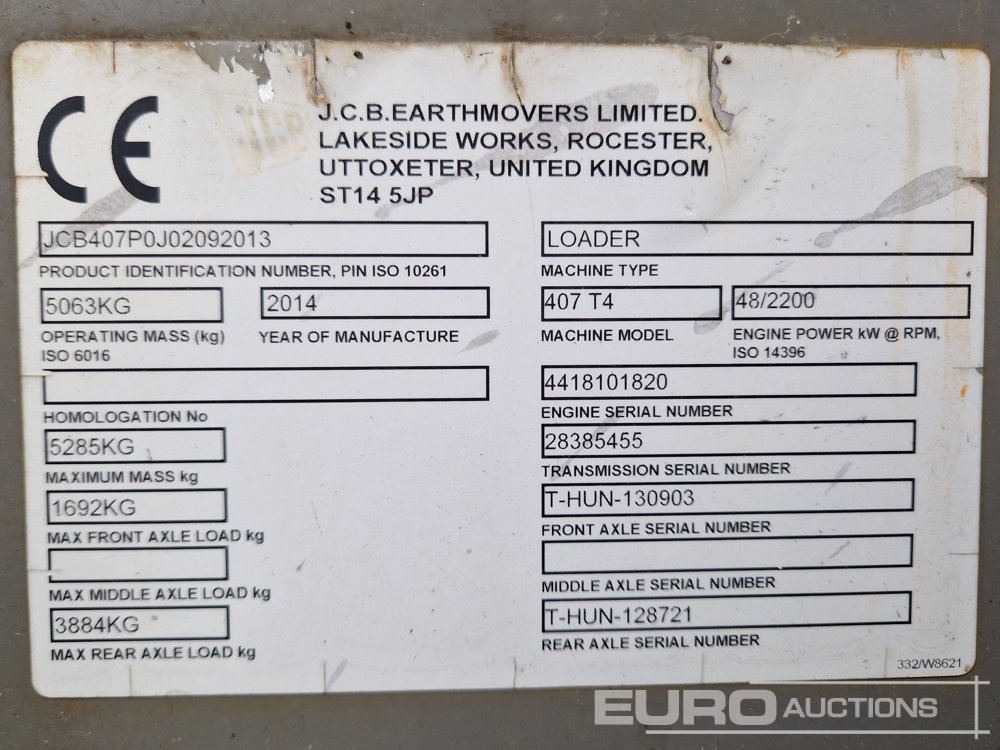 CE
J.C.B.EARTHMOVERS LIMITED.
LAKESIDE WORKS, ROCESTER,
UTTOXETER, UNITED KINGDOM
ST14 5JP
JCB407P0J02092013
PRODUCT IDENTIFICATION NUMBER, PIN ISO 10261
LOADER
MACHINE TYPE
5063KG
OPERATING MASS (kg)
ISO 6016
2014
YEAR OF MANUFACTURE
407 T4
MACHINE MODEL
48/2200
ENGINE POWER kW @ RPM,
ISO 14396
HOMOLOGATION No
4418101820
ENGINE SERIAL NUMBER
5285KG
MAXIMUM MASS kg
28385455
TRANSMISSION SERIAL NUMBER
1692KG
MAX FRONT AXLE LOAD kg
T-HUN-130903
FRONT AXLE SERIAL NUMBER
MAX MIDDLE AXLE LOAD kg
MIDDLE AXLE SERIAL NUMBER
3884KG
MAX REAR AXLE LOAD kg
T-HUN-128721
REAR AXLE SERIAL NUMBER
332/W8621
EURO AUCTIONS